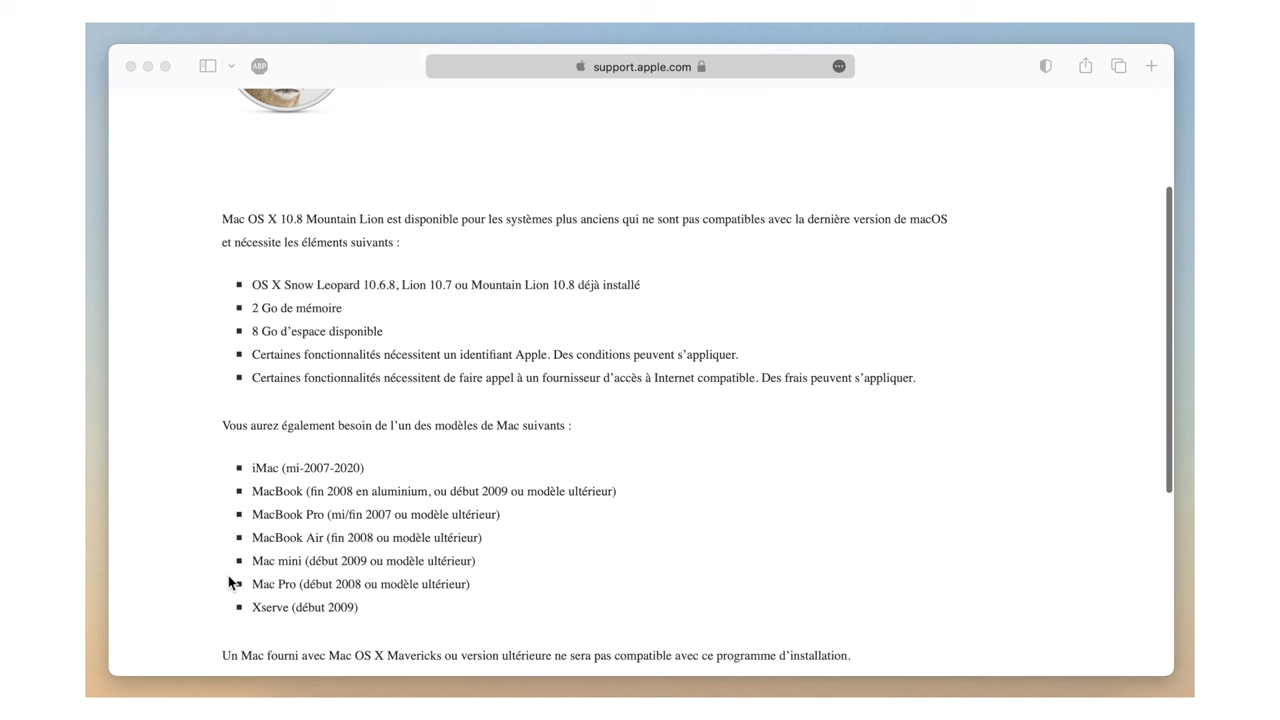 ABP
support.apple.com
Mac OS X 10.8 Mountain Lion est disponible pour les systèmes plus anciens qui ne sont pas compatibles avec la dernière version de macOS
et nécessite les éléments suivants :
OS X Snow Leopard 10.6.8, Lion 10.7 ou Mountain Lion 10.8 déjà installé
2 Go de mémoire
8 Go d’espace disponible
Certaines fonctionnalités nécessitent un identifiant Apple. Des conditions peuvent s’appliquer.
Certaines fonctionnalités nécessitent de faire appel à un fournisseur d’accès à Internet compatible. Des frais peuvent s’appliquer.
Vous aurez également besoin de l’un des modèles de Mac suivants :
iMac (mi-2007-2020)
MacBook (fin 2008 en aluminium, ou début 2009 ou modèle ultérieur)
MacBook Pro (mi/fin 2007 ou modèle ultérieur)
MacBook Air (fin 2008 ou modèle ultérieur)
Mac mini (début 2009 ou modèle ultérieur)
Mac Pro (début 2008 ou modèle ultérieur)
Xserve (début 2009)
Un Mac fourni avec Mac OS X Mavericks ou version ultérieure ne sera pas compatible avec ce programme d’installation.